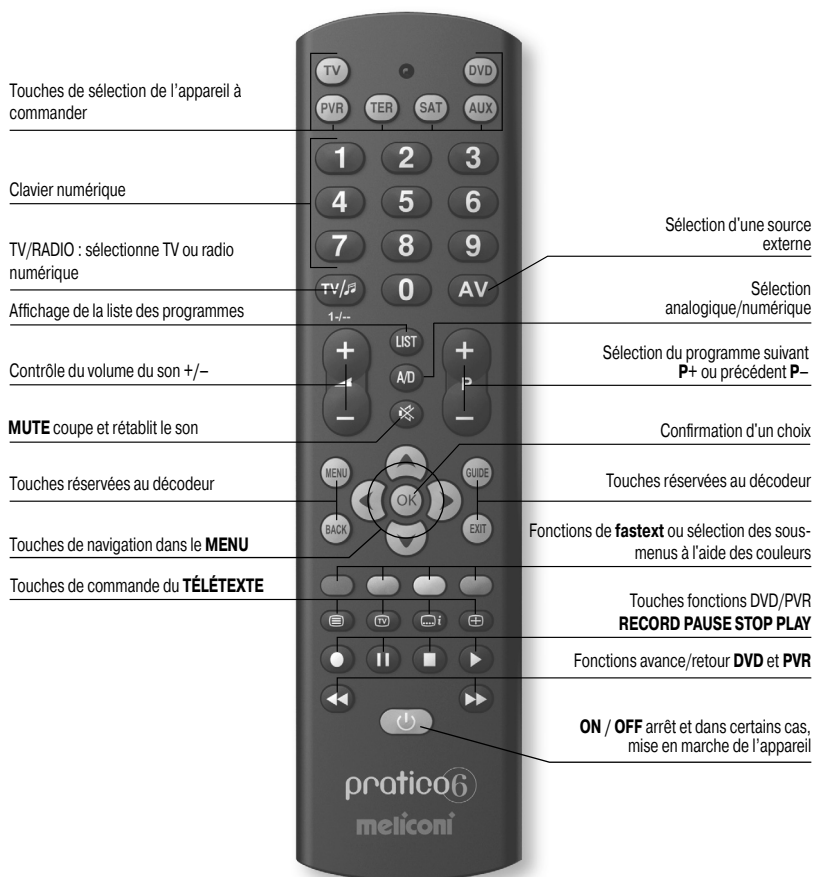 TV
DVD
PVR TER SAT AUX
1 2 3
4 5 6
7 8 9
TV/♫ 0 AV
1-/--
LIST
+ +
A/D
P
− −
MENU GUIDE
OK
BACK EXIT
TV
i
pratico6
meliconi
Touches de sélection de l'appareil à
commander
Clavier numérique
TV/RADIO : sélectionne TV ou radio
numérique
Affichage de la liste des programmes
Contrôle du volume du son +/−
MUTE coupe et rétablit le son
Touches réservées au décodeur
Touches de navigation dans le MENU
Touches de commande du TÉLÉTEXTE
Sélection d'une source
externe
Sélection
analogique/numérique
Sélection du programme suivant
P+ ou précédent P−
Confirmation d'un choix
Touches réservées au décodeur
Fonctions de fastext ou sélection des sous-
menus à l'aide des couleurs
Touches fonctions DVD/PVR
RECORD PAUSE STOP PLAY
Fonctions avance/retour DVD et PVR
ON / OFF arrêt et dans certains cas,
mise en marche de l'appareil